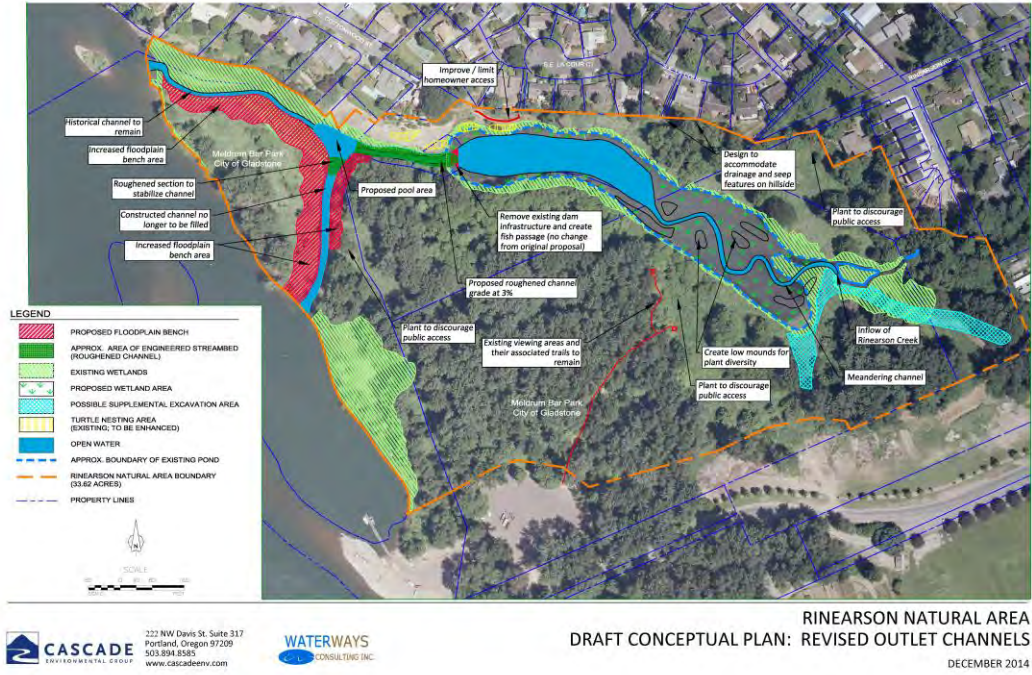 Improve / limit
homeowner access
Historical channel to
remain
Increased floodplain
bench area
Meldrum Bar Park
City of Gladstone
Roughened section to
stabilize channel
Proposed pool area
Constructed channel no
longer to be filled
Increased floodplain
bench area
Remove existing dam
infrastructure and create
fish passage (no change
from original proposal)
Design to
accommodate
drainage and seep
features on hillside
Plant to discourage
public access
Proposed roughened channel
grade at 3%
Plant to discourage
public access
Existing viewing areas and
their associated trails to
remain
Create low mounds for
plant diversity
Inflow of
Rinearson Creek
Meandering channel
Plant to discourage
public access
Meldrum Bar Park
City of Gladstone
LEGEND
PROPOSED FLOODPLAIN BENCH
APPROX. AREA OF ENGINEERED STREAMBED
(ROUGHENED CHANNEL)
EXISTING WETLANDS
PROPOSED WETLAND AREA
POSSIBLE SUPPLEMENTAL EXCAVATION AREA
TURTLE NESTING AREA
(EXISTING; TO BE ENHANCED)
OPEN WATER
APPROX. BOUNDARY OF EXISTING POND
RINEARSON NATURAL AREA BOUNDARY
(33.62 ACRES)
PROPERTY LINES
N
SCALE
CASCADE
ENVIRONMENTAL GROUP
222 NW Davis St. Suite 317
Portland, Oregon 97209
503.894.8585
www.cascadeenv.com
WATERWAYS
CONSULTING INC.
RINEARSON NATURAL AREA
DRAFT CONCEPTUAL PLAN: REVISED OUTLET CHANNELS
DECEMBER 2014